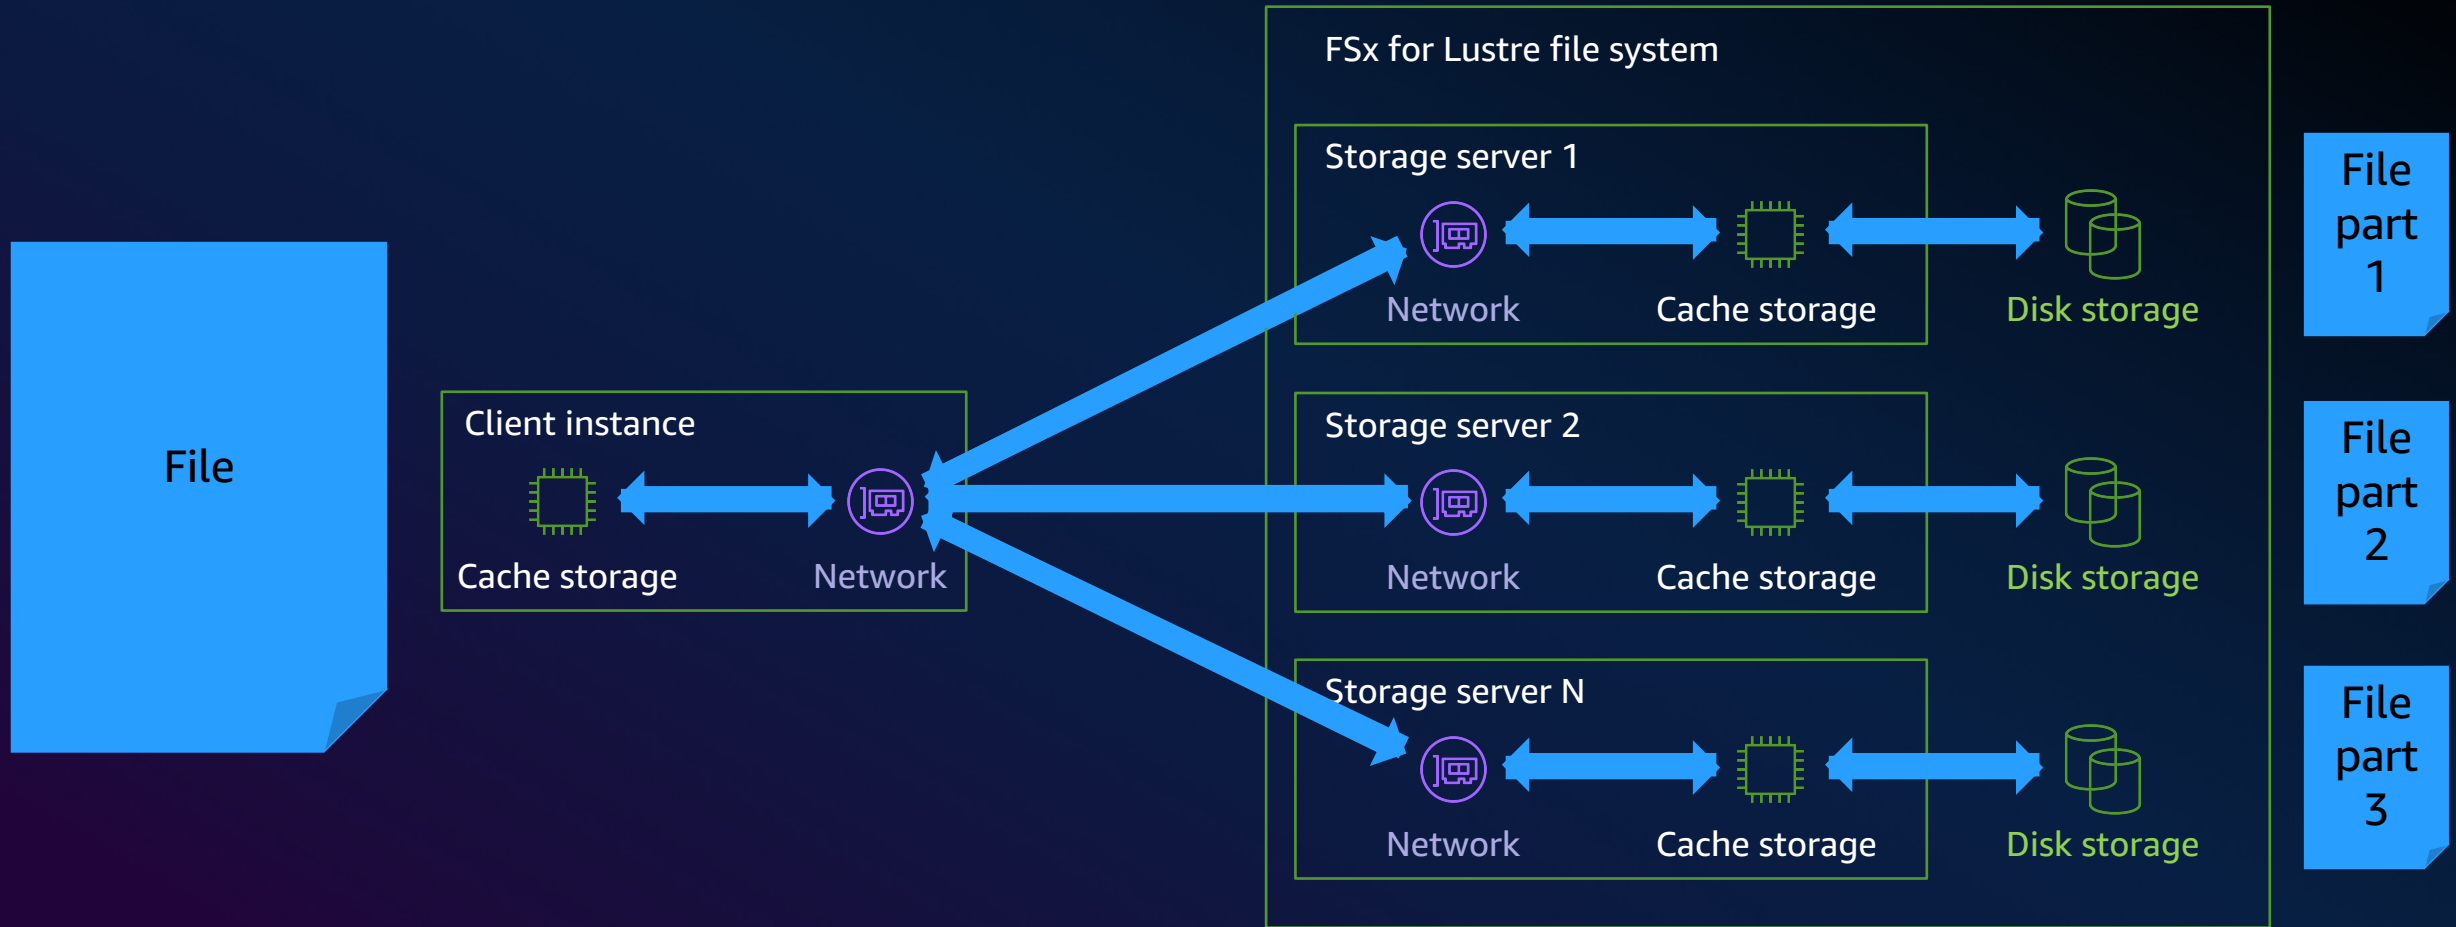 File
Client instance
Cache storage
Network
FSx for Lustre file system
Storage server 1
Network
Cache storage
Disk storage
Storage server 2
Network
Cache storage
Disk storage
Storage server N
Network
Cache storage
Disk storage
File
part
1
File
part
2
File
part
3